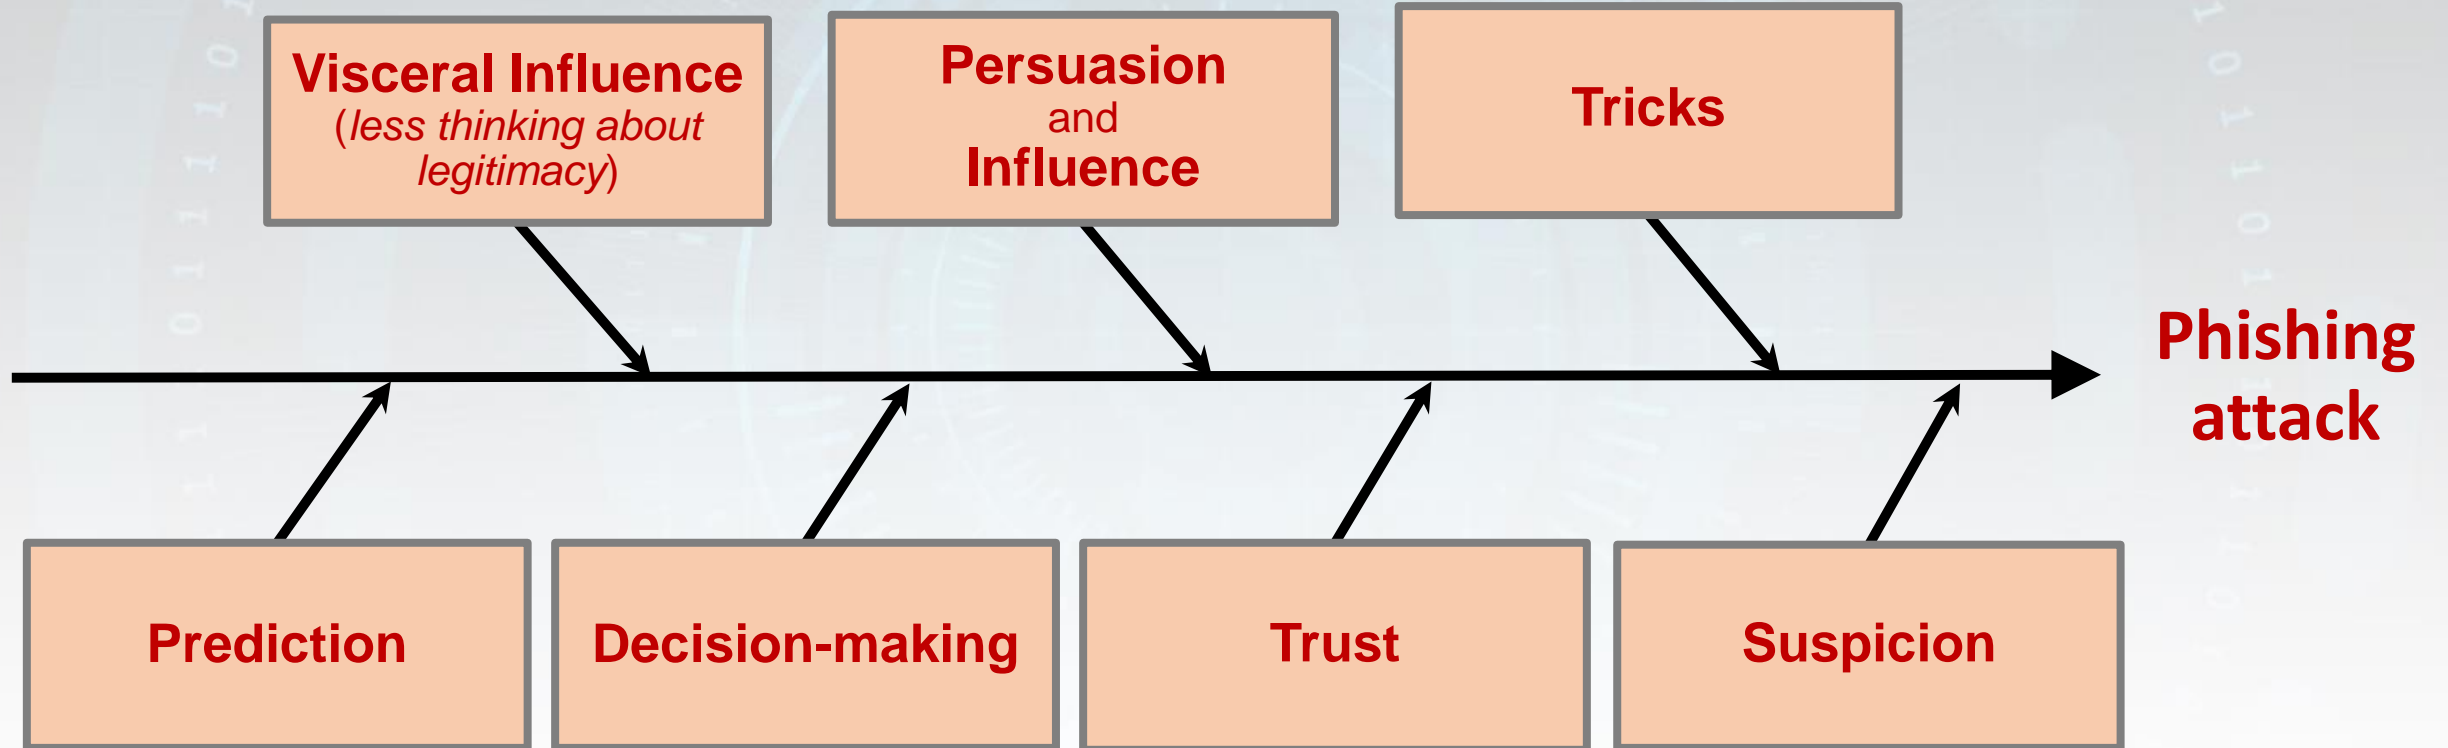 Visceral Influence
(less thinking about
legitimacy)
Persuasion
and
Influence
Tricks
Phishing
attack
Prediction
Decision-making
Trust
Suspicion